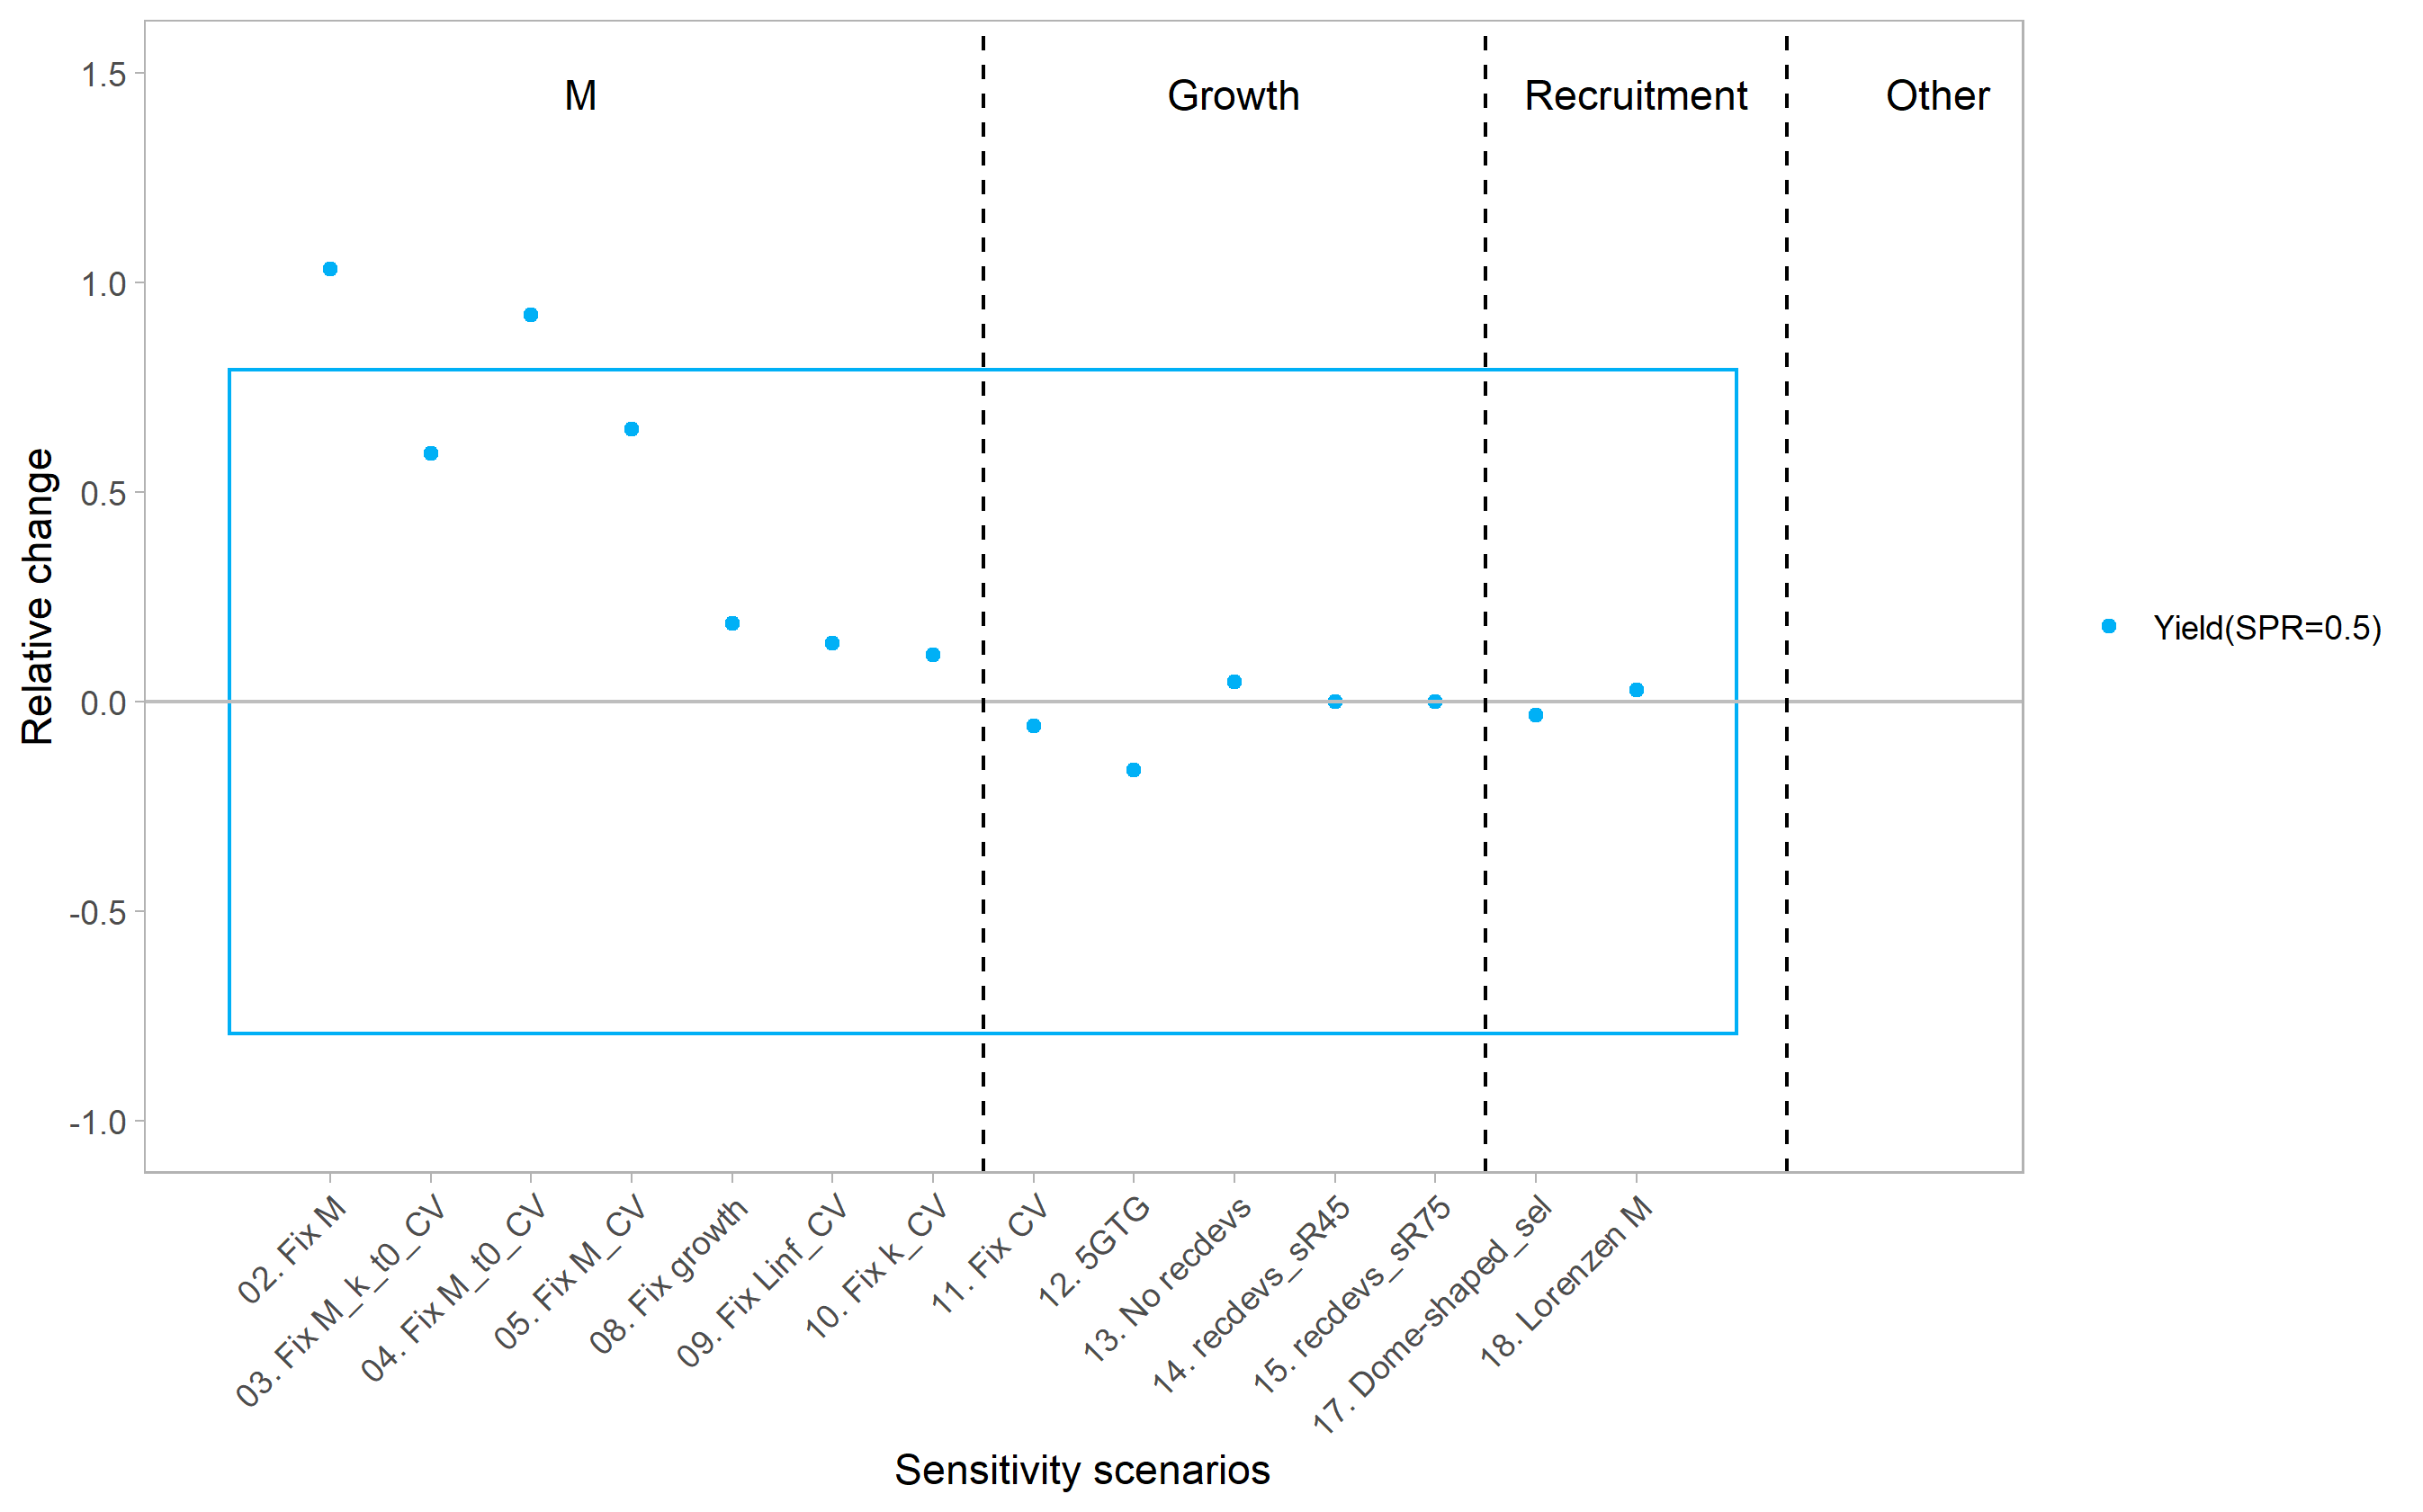 M
Growth
Recruitment
Other
1.5
1.0
0.5
0.0
-0.5
-1.0
Relative change
02. Fix M
03. Fix M_k_t0_CV
04. Fix M_t0_CV
05. Fix M_CV
08. Fix growth
09. Fix Linf_CV
10. Fix k_CV
11. Fix CV
12. 5GTG
13. No recdevs
14. recdevs_sR45
15. recdevs_sR75
17. Dome-shaped_sel
18. Lorenzen M
Sensitivity scenarios
Yield(SPR=0.5)